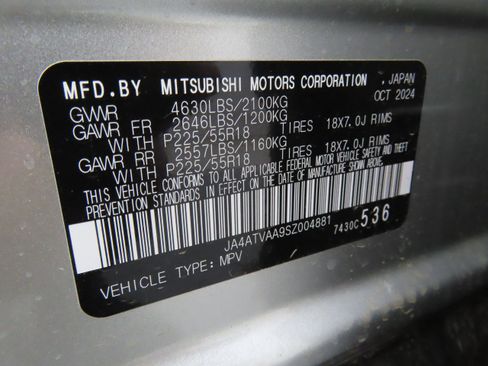 MFD.BY MITSUBISHI MOTORS CORPORATION , JAPAN
OCT 2024
GVWR 4630LBS/2100KG
GAWR FR 2646LBS/1200KG
WITH P225/55R18 TIRES 18X7.0J RIMS
GAWR RR 2557LBS/1160KG
WITH P225/55R18 TIRES 18X7.0J RIMS
THIS VEHICLE CONFORMS TO ALL APPLICABLE FEDERAL MOTOR VEHICLE SAFETY AND THEFT
PREVENTION STANDARDS IN EFFECT ON THE DATE OF MANUFACTURE SHOWN ABOVE.
JA4ATVAA9SZ004881 7430C 536
VEHICLE TYPE: MPV